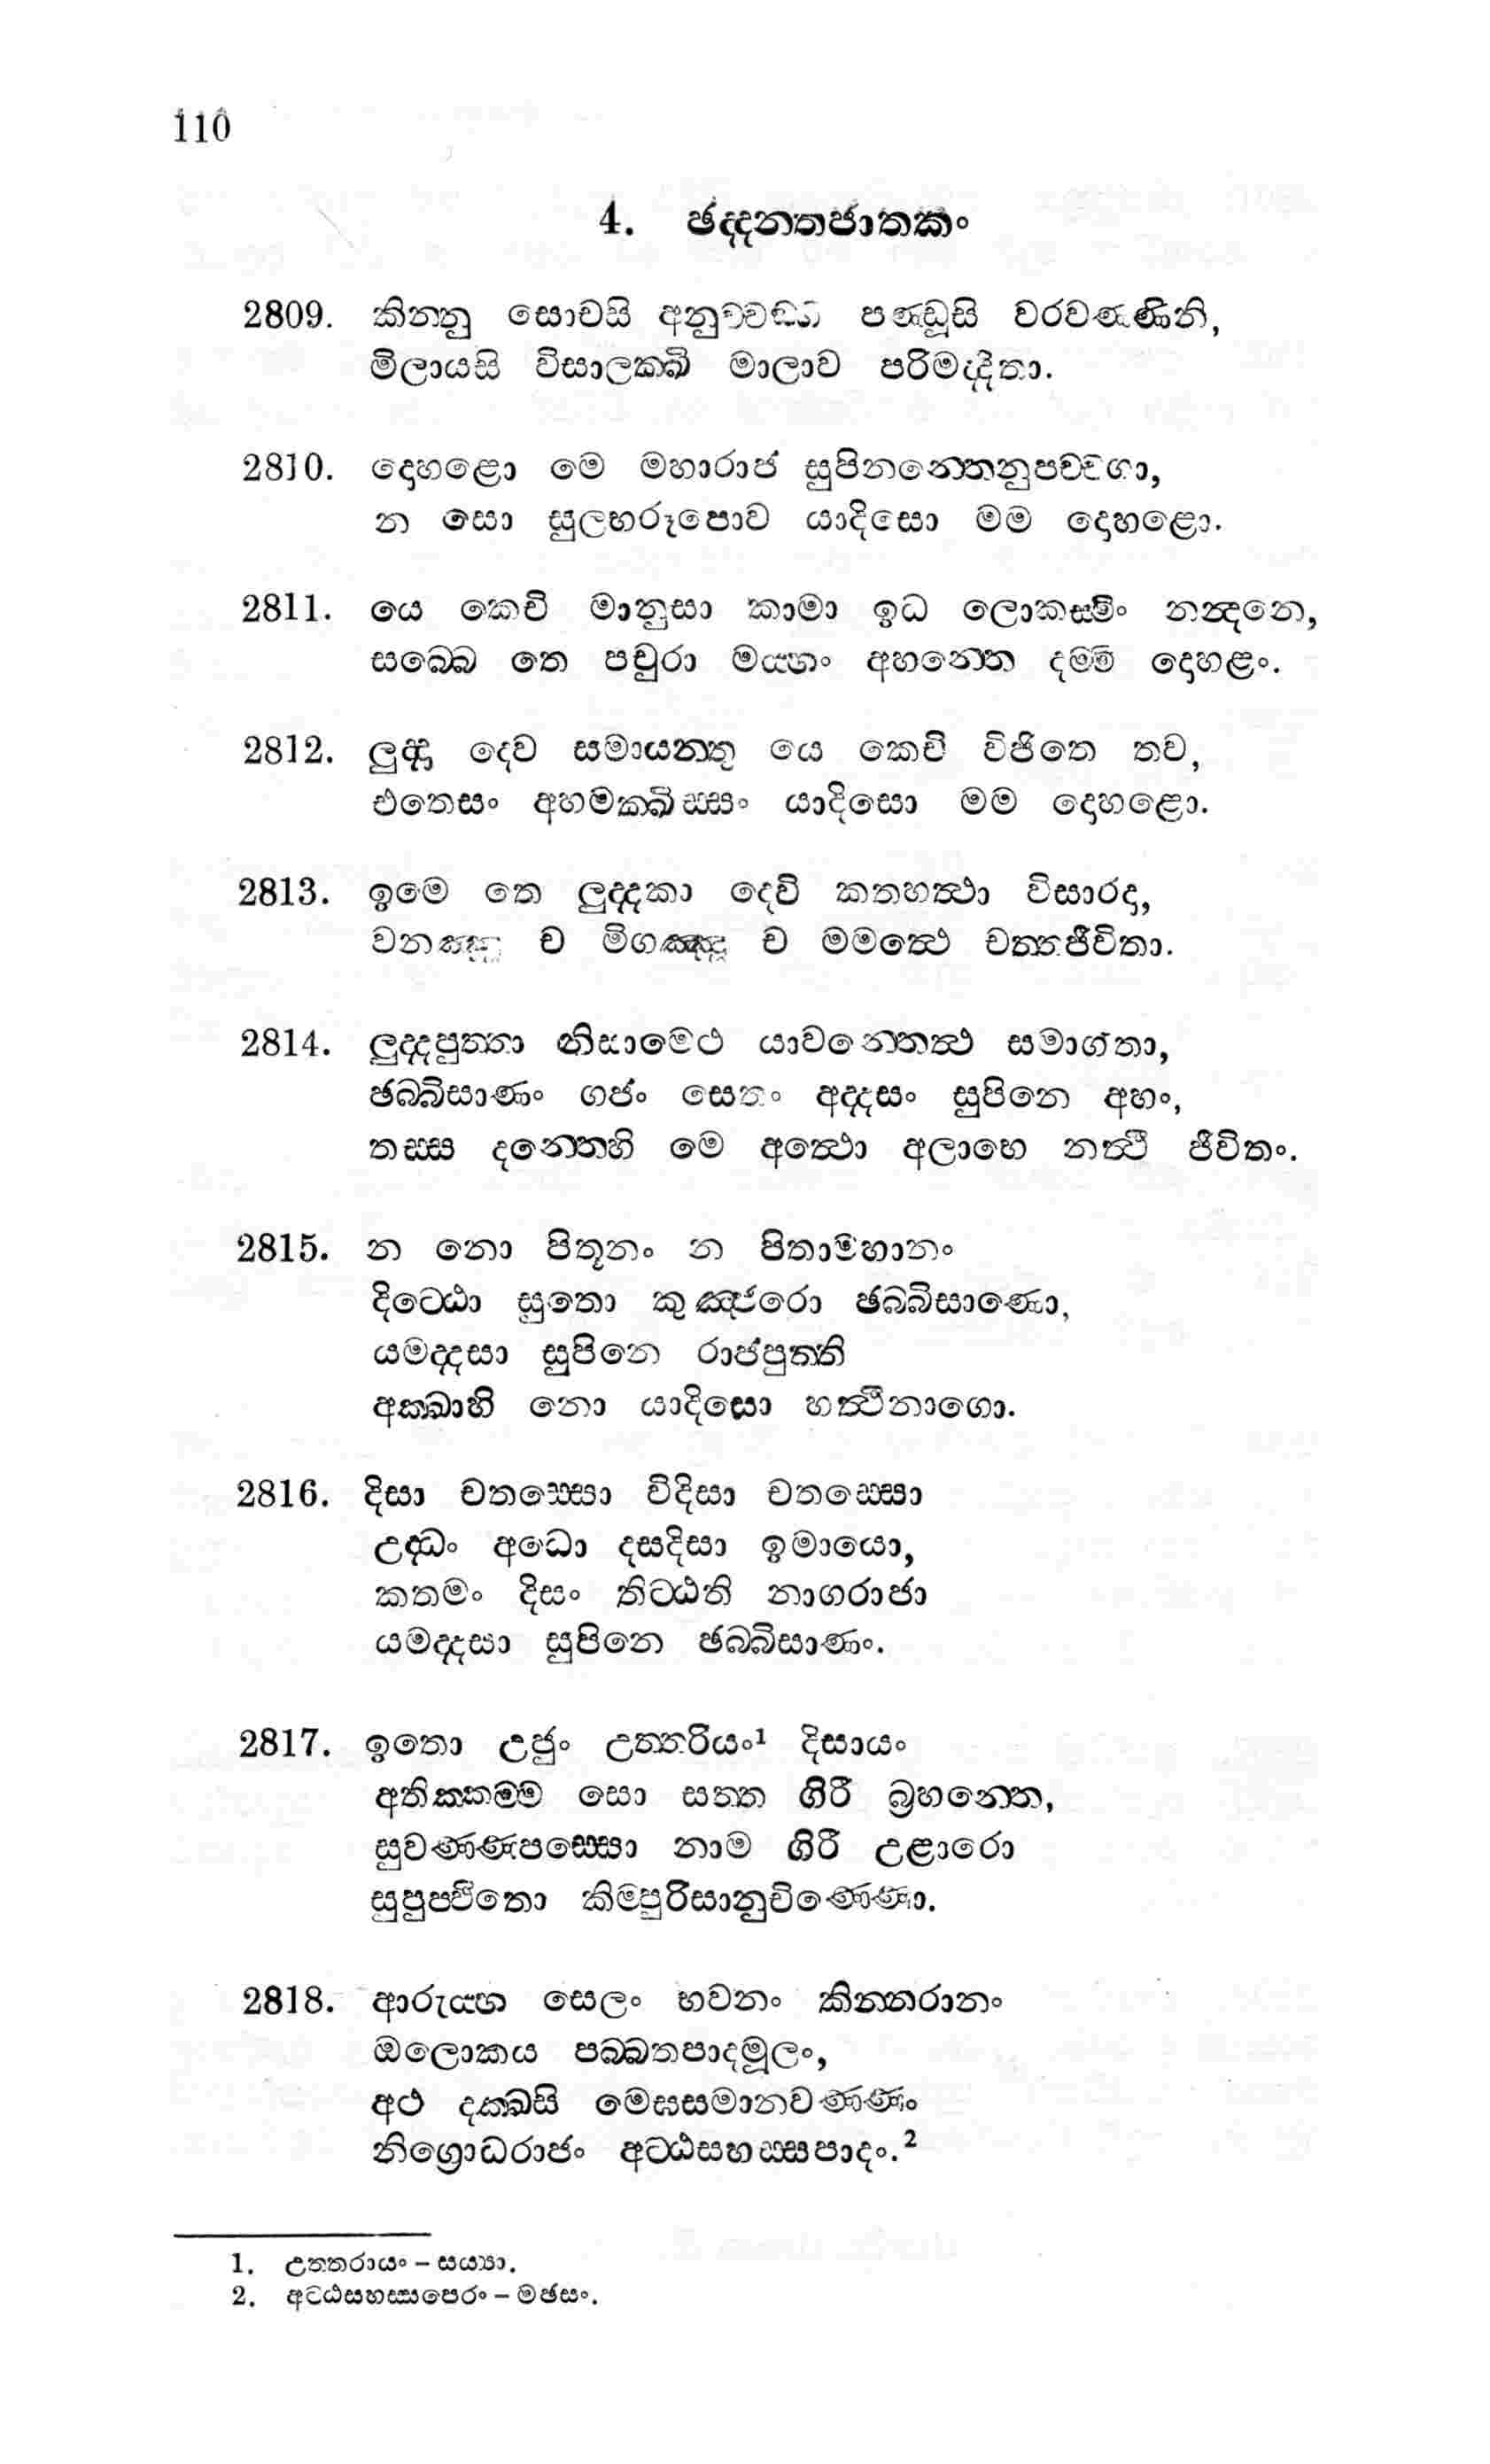 110
4. ඡද්දන්තජාතකං
2809. කින්නු සොචසි අනුච්චඞ්ගි පණ්ඩූසි වරවණ්ණිනි,
මිලායසි විසාලක්ඛි මාලාව පරිමද්දිතා.
2810. දොහළො මෙ මහාරාජ සුපිනන්තෙනුපච්චගා,
න සො සුලභරූපොව යාදිසො මම දොහළො.
2811. යෙ කෙචි මානුසා කාමා ඉධ ලොකස්මිං නන්දනෙ,
සබ්බෙ තෙ පචුරා මය්හං අහන්තෙ දම්මි දොහළං.
2812. ලුද්දා දෙව සමායන්තු යෙ කෙචි විජිතෙ තව,
එතෙසං අහමක්ඛිස්සං යාදිසො මම දොහළො.
2813. ඉමෙ තෙ ලුද්දකා දෙවි කතහත්ථා විසාරදා,
වනඤ්ඤූ ච මිගඤ්ඤූ ච මමත්ථෙ චත්තජීවිතා.
2814. ලුද්දපුත්තා නිසාමෙථ යාවන්තෙත්ථ සමාගතා,
ඡබ්බිසාණං ගජං සෙතං අද්දසං සුපිනෙ අහං,
තස්ස දන්තෙහි මෙ අත්ථො අලාභෙ නත්ථි ජීවිතං.
2815. න නො පිතූනං න පිතාමහානං
දිට්ඨො සුතො කුඤ්ජරො ඡබ්බිසාණො,
යමද්දසා සුපිනෙ රාජපුත්ති
අක්ඛාහි නො යාදිසො හත්ථිනාගො.
2816. දිසා චතස්සො විදිසා චතස්සො
උද්ධං අධො දසදිසා ඉමායො,
කතමං දිසං තිට්ඨති නාගරාජා
යමද්දසා සුපිනෙ ඡබ්බිසාණං.
2817. ඉතො උජුං උත්තරියං¹ දිසායං
අතික්කම්ම සො සත්ත ගිරී බ්‍රහන්තෙ,
සුවණ්ණපස්සො නාම ගිරී උළාරො
සුපුප්ඵිතො කිම්පුරිසානුචිණ්ණො.
2818. ආරුය්හ සෙලං භවනං කින්නරානං
ඔලොකය පබ්බතපාදමූලං,
අථ දක්ඛසි මෙඝසමානවණ්ණං
නිග්‍රොධරාජං අට්ඨසහස්සපාදං.²
1. උත්තරායං – සයා.
2. අට්ඨසහස්සපොරං – මඡසං.